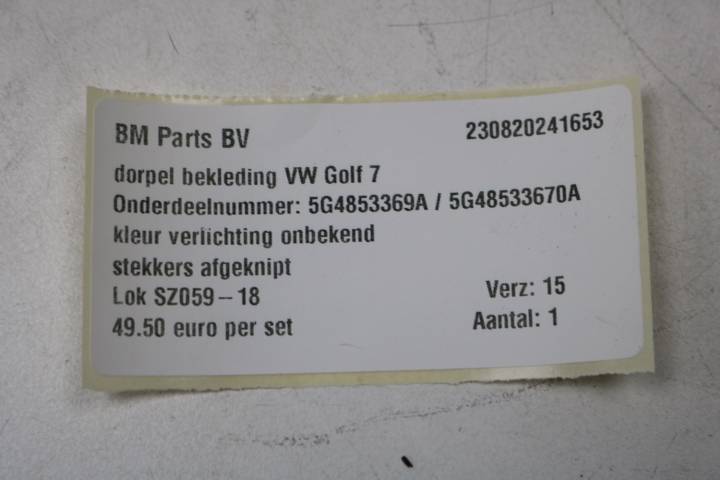 BM Parts BV 230820241653
dorpel bekleding VW Golf 7
Onderdeelnummer: 5G4853369A / 5G48533670A
kleur verlichting onbekend
stekkers afgeknipt
Lok SZ059-18 Verz: 15
49.50 euro per set Aantal: 1